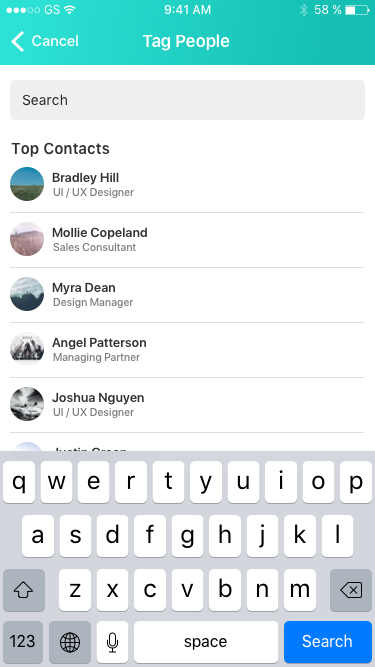 GS 9:41 AM 58 %
Cancel Tag People
Search
Top Contacts
Bradley Hill
UI / UX Designer
Mollie Copeland
Sales Consultant
Myra Dean
Design Manager
Angel Patterson
Managing Partner
Joshua Nguyen
UI / UX Designer
q w e r t y u i o p
a s d f g h j k l
z x c v b n m
123 space Search